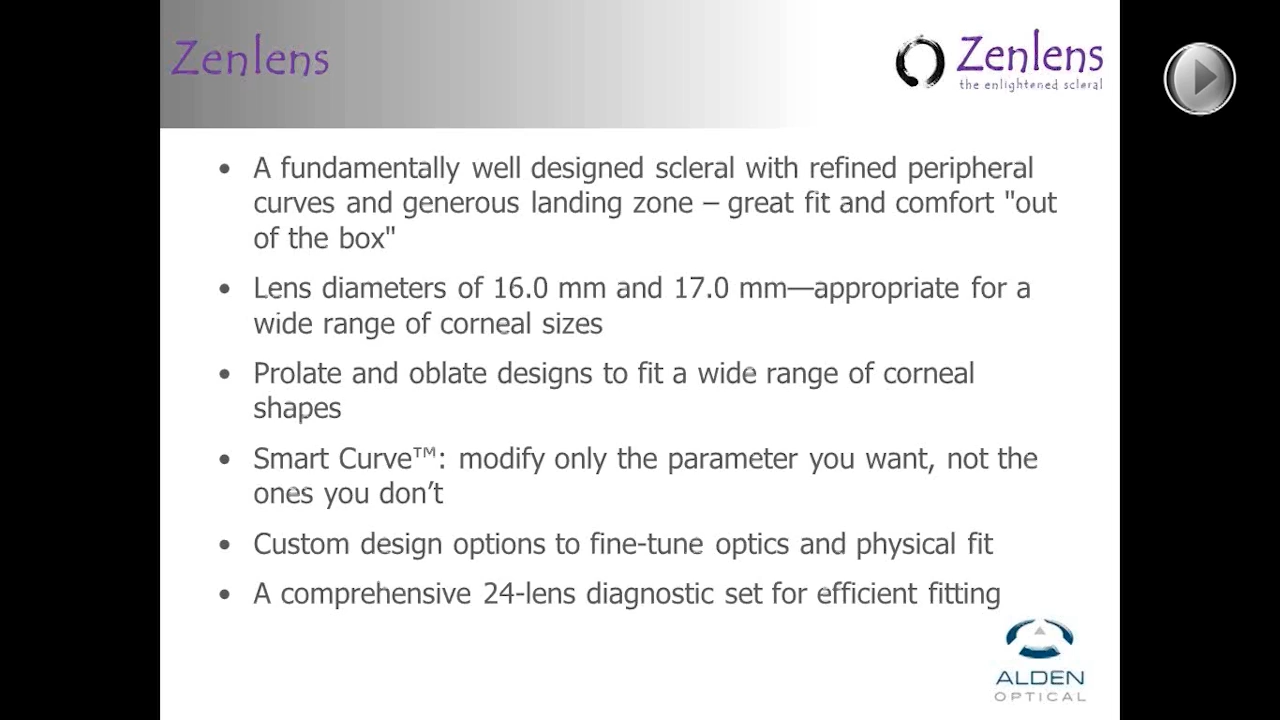 Zenlens
Zenlens
the enlightened scleral
• A fundamentally well designed scleral with refined peripheral
curves and generous landing zone – great fit and comfort "out
of the box"
• Lens diameters of 16.0 mm and 17.0 mm—appropriate for a
wide range of corneal sizes
• Prolate and oblate designs to fit a wide range of corneal
shapes
• Smart Curve™: modify only the parameter you want, not the
ones you don’t
• Custom design options to fine-tune optics and physical fit
• A comprehensive 24-lens diagnostic set for efficient fitting
ALDEN
OPTICAL